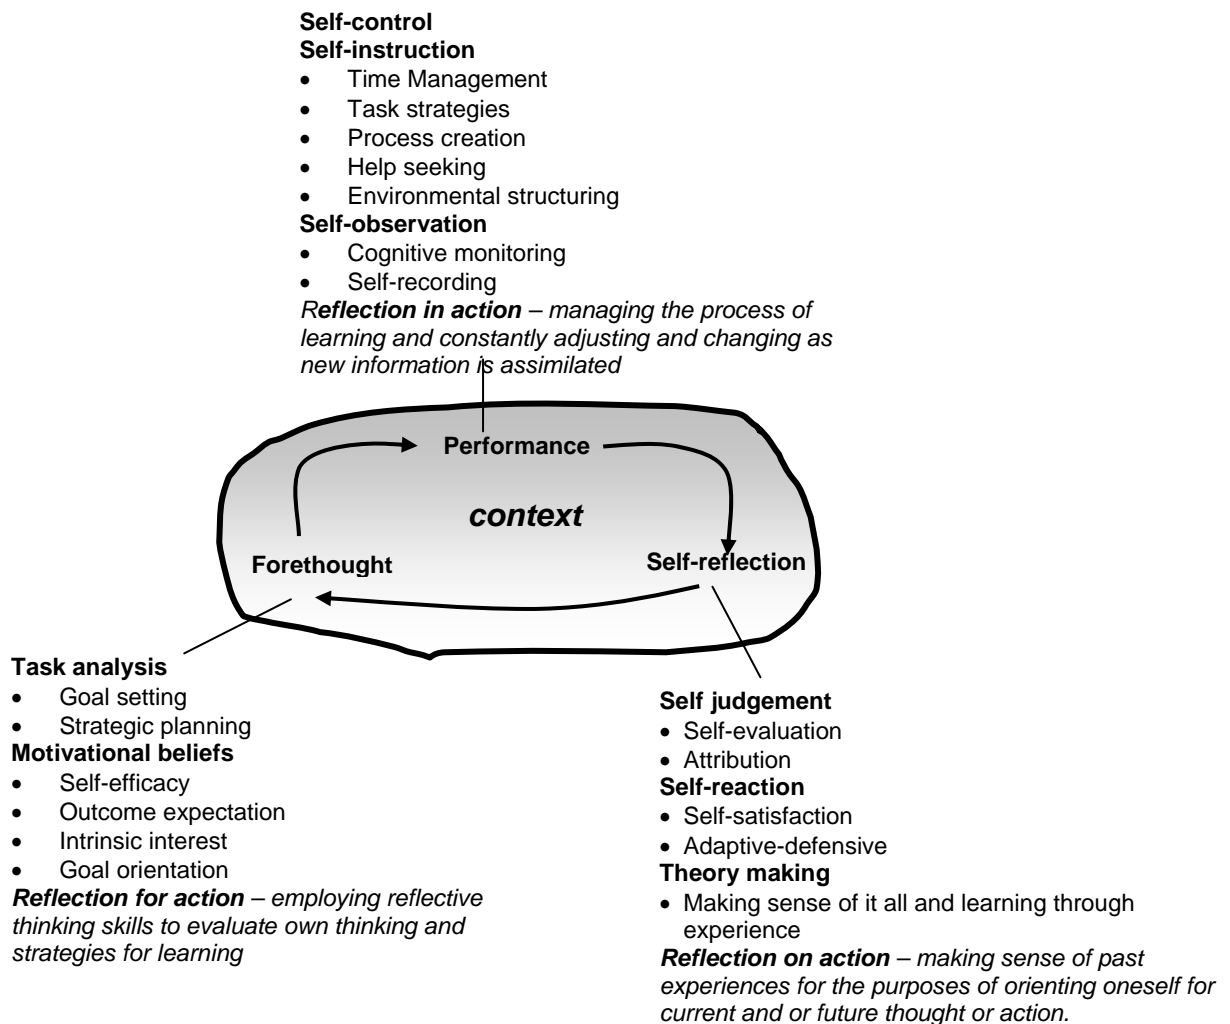 Self-control
Self-instruction
• Time Management
• Task strategies
• Process creation
• Help seeking
• Environmental structuring
Self-observation
• Cognitive monitoring
• Self-recording
Reflection in action – managing the process of
learning and constantly adjusting and changing as
new information is assimilated
Performance
context
Forethought
Self-reflection
Task analysis
• Goal setting
• Strategic planning
Motivational beliefs
• Self-efficacy
• Outcome expectation
• Intrinsic interest
• Goal orientation
Reflection for action – employing reflective
thinking skills to evaluate own thinking and
strategies for learning
Self judgement
• Self-evaluation
• Attribution
Self-reaction
• Self-satisfaction
• Adaptive-defensive
Theory making
• Making sense of it all and learning through
experience
Reflection on action – making sense of past
experiences for the purposes of orienting oneself for
current and or future thought or action.